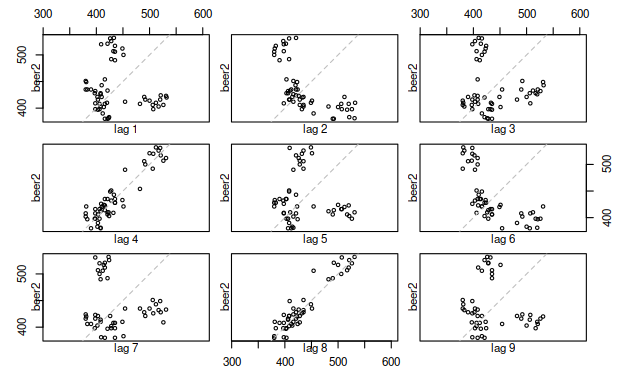 300 400 500 600 300 400 500 600
400 500 beer2 beer2 beer2
lag 1 lag 2 lag 3
beer2 beer2 beer2 400 500
lag 4 lag 5 lag 6
400 500 beer2 beer2 beer2
lag 7 lag 8 lag 9
300 400 500 600